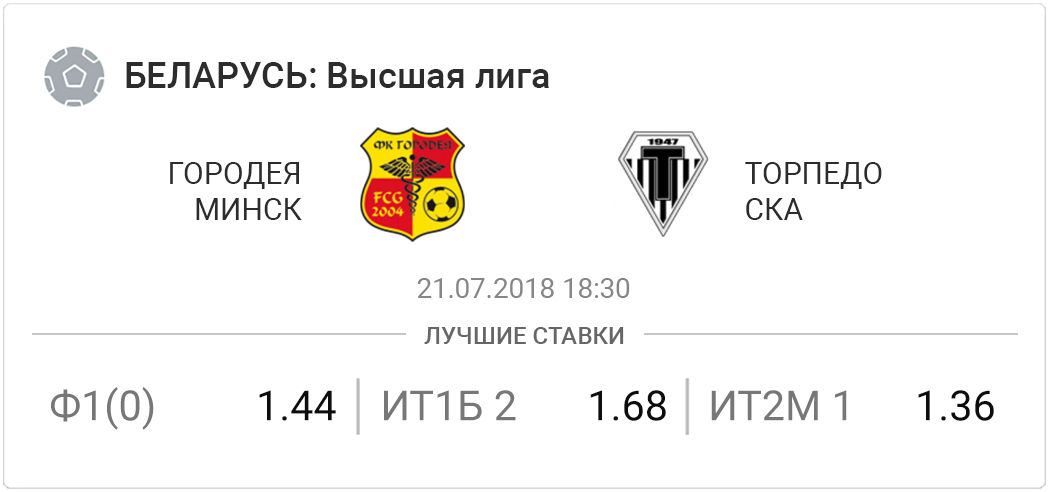 БЕЛАРУСЬ: Высшая лига
ФК ГОРОДЕЯ
FCG
2004
1947
Т
ГОРОДЕЯ
МИНСК
ТОРПЕДО
СКА
21.07.2018 18:30
ЛУЧШИЕ СТАВКИ
Ф1(0) 1.44 ИТ1Б 2 1.68 ИТ2М 1 1.36